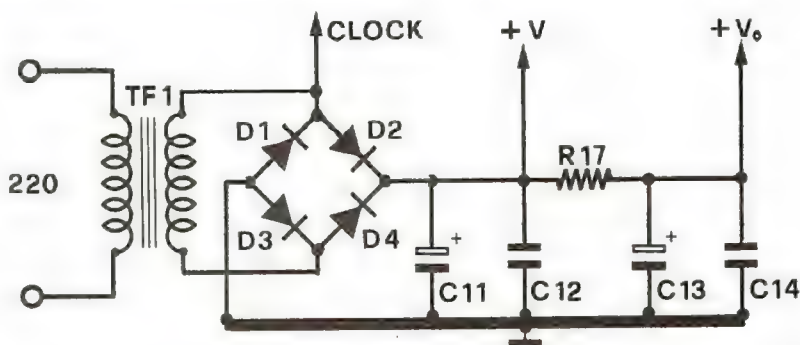 CLOCK
+ V
+ V₀
TF1
D1
D2
R17
220
D3
D4
+
+
C11
C12
C13
C14